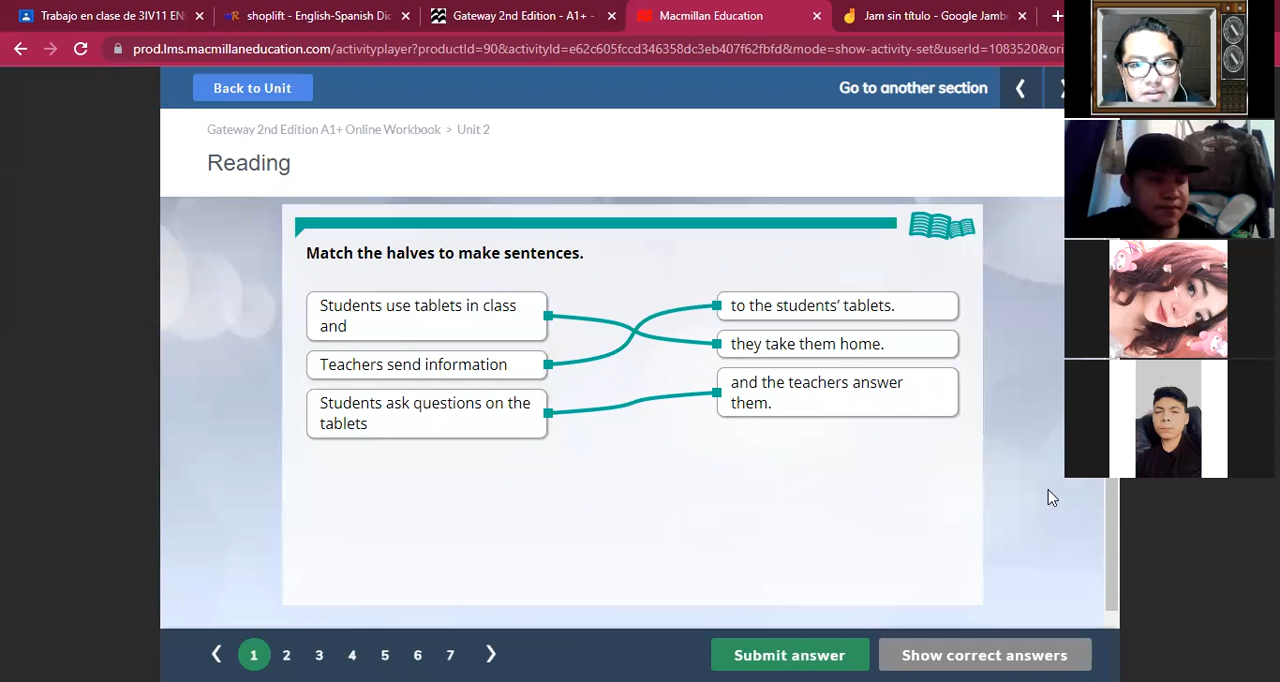 Trabajo en clase de 3IV11 EN
shoplift - English-Spanish Dic
Gateway 2nd Edition - A1+ -
Macmillan Education
Jam sin título - Google Jamb
prod.lms.macmillaneducation.com/activityplayer?productId=90&activityId=e62c605fccd346358dc3eb407f62fbfd&mode=show-activity-set&userId=1083520&ori
Back to Unit
Go to another section
Gateway 2nd Edition A1+ Online Workbook > Unit 2
Reading
Match the halves to make sentences.
Students use tablets in class
and
Teachers send information
Students ask questions on the
tablets
to the students' tablets.
they take them home.
and the teachers answer
them.
1 2 3 4 5 6 7
Submit answer
Show correct answers